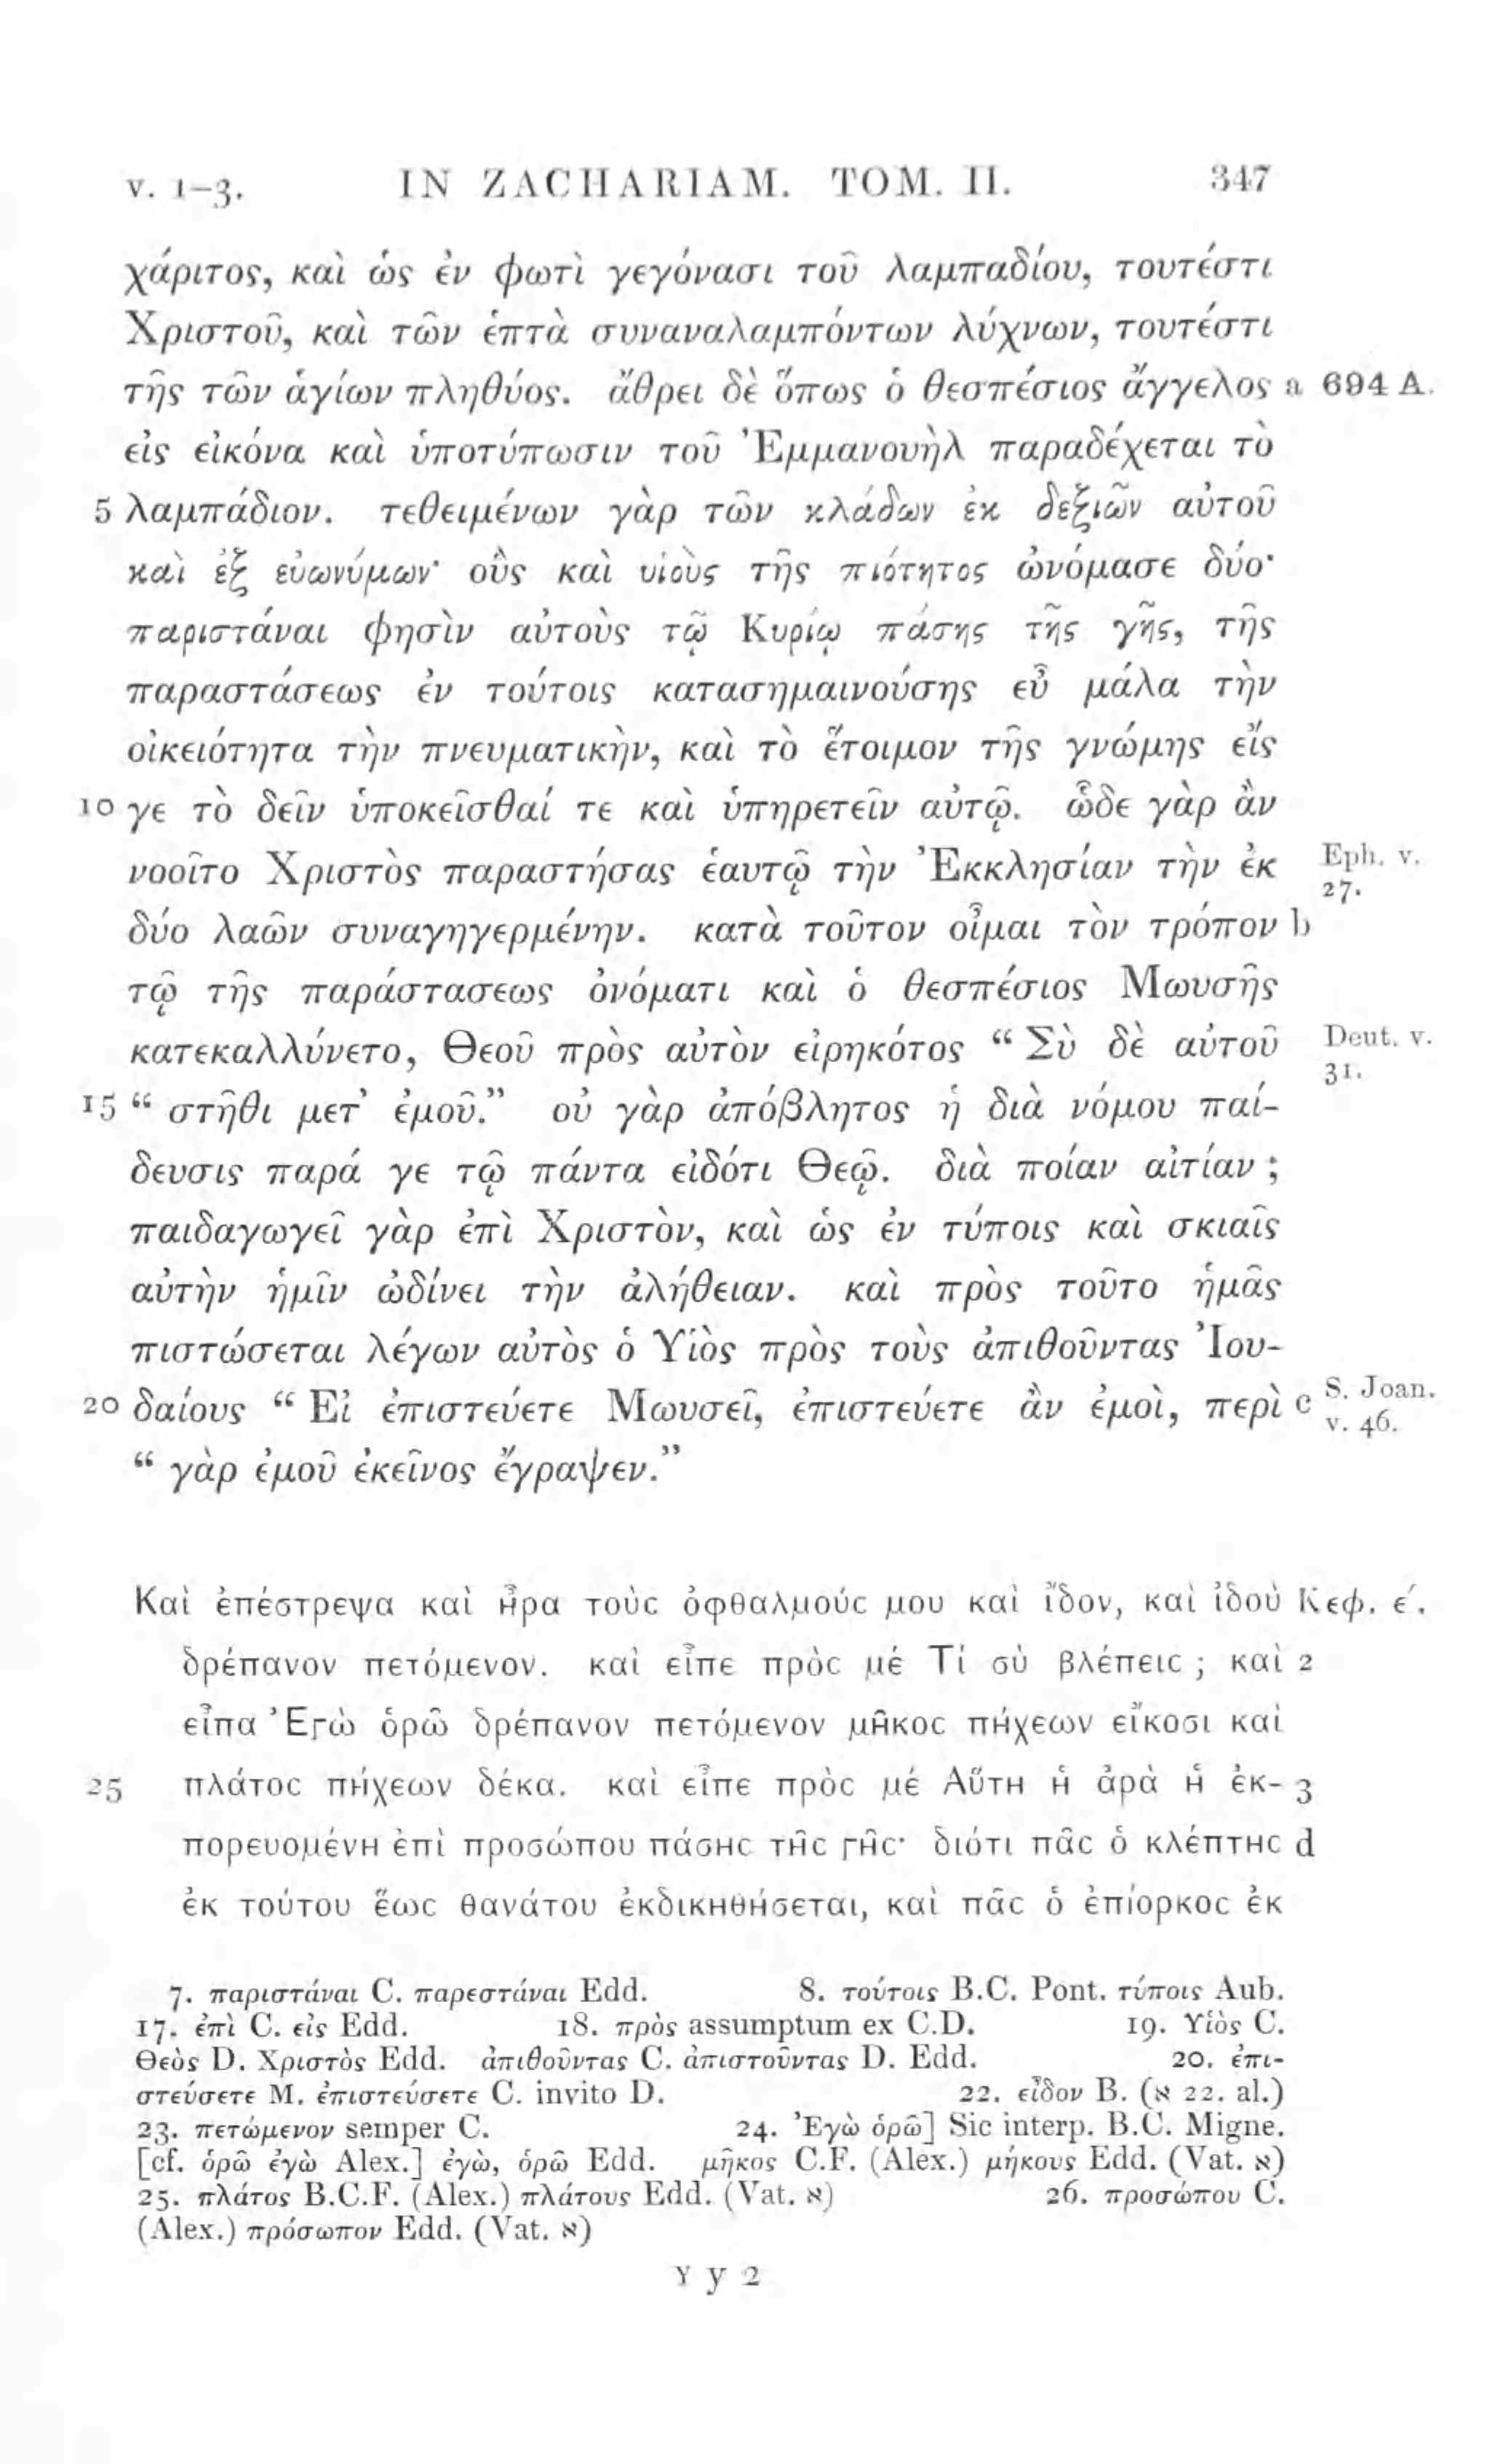 v. 1–3. IN ZACHARIAM. TOM. II. 347
χάριτος, καὶ ὡς ἐν φωτὶ γεγόνασι τοῦ λαμπαδίου, τουτέστι
Χριστοῦ, καὶ τῶν ἑπτὰ συναναλαμπόντων λύχνων, τουτέστι
τῆς τῶν ἁγίων πληθύος. ἄθρει δὲ ὅπως ὁ θεσπέσιος ἄγγελος a 694 A.
εἰς εἰκόνα καὶ ὑποτύπωσιν τοῦ Ἐμμανουὴλ παραδέχεται τὸ
5 λαμπάδιον. τεθειμένων γὰρ τῶν κλάδων ἐκ δεξιῶν αὐτοῦ
καὶ ἐξ εὐωνύμων· οὓς καὶ υἱοὺς τῆς πιότητος ὠνόμασε δύο·
παριστάναι φησὶν αὐτοὺς τῷ Κυρίῳ πάσης τῆς γῆς, τῆς
παραστάσεως ἐν τούτοις κατασημαινούσης εὖ μάλα τὴν
οἰκειότητα τὴν πνευματικὴν, καὶ τὸ ἕτοιμον τῆς γνώμης εἴς
10 γε τὸ δεῖν ὑποκεῖσθαί τε καὶ ὑπηρετεῖν αὐτῷ. ὧδε γὰρ ἂν
νοοῖτο Χριστὸς παραστήσας ἑαυτῷ τὴν Ἐκκλησίαν τὴν ἐκ Eph. v. 27.
δύο λαῶν συναγηγερμένην. κατὰ τοῦτον οἶμαι τὸν τρόπον b
τῷ τῆς παράστασεως ὀνόματι καὶ ὁ θεσπέσιος Μωυσῆς
κατεκαλλύνετο, Θεοῦ πρὸς αὐτὸν εἰρηκότος “ Σὺ δὲ αὐτοῦ Deut. v. 31.
15 “ στῆθι μετ’ ἐμοῦ.” οὐ γὰρ ἀπόβλητος ἡ διὰ νόμου παί-
δευσις παρά γε τῷ πάντα εἰδότι Θεῷ. διὰ ποίαν αἰτίαν ;
παιδαγωγεῖ γὰρ ἐπὶ Χριστὸν, καὶ ὡς ἐν τύποις καὶ σκιαῖς
αὐτὴν ἡμῖν ὠδίνει τὴν ἀλήθειαν. καὶ πρὸς τοῦτο ἡμᾶς
πιστώσεται λέγων αὐτὸς ὁ Υἱὸς πρὸς τοὺς ἀπιθοῦντας Ἰου-
20 δαίους “ Εἰ ἐπιστεύετε Μωυσεῖ, ἐπιστεύετε ἂν ἐμοὶ, περὶ c S. Joan. v. 46.
“ γὰρ ἐμοῦ ἐκεῖνος ἔγραψεν.”
Καὶ ἐπέστρεψα καὶ ἦρα τοὺς ὀφθαλμούς μου καὶ ἴδον, καὶ ἰδοὺ Κεφ. ε΄.
δρέπανον πετόμενον. καὶ εἶπε πρὸς μέ Τί σὺ βλέπεις ; καὶ 2
εἶπα Ἐγὼ ὁρῶ δρέπανον πετόμενον μῆκος πήχεων εἴκοσι καὶ
25 πλάτος πήχεων δέκα. καὶ εἶπε πρὸς μέ Αὕτη ἡ ἀρὰ ἡ ἐκ- 3
πορευομένη ἐπὶ προσώπου πάσης τῆς γῆς· διότι πᾶς ὁ κλέπτης d
ἐκ τούτου ἕως θανάτου ἐκδικηθήσεται, καὶ πᾶς ὁ ἐπίορκος ἐκ
7. παριστάναι C. παρεστάναι Edd. 8. τούτοις B.C. Pont. τύποις Aub.
17. ἐπὶ C. εἰς Edd. 18. πρὸς assumptum ex C.D. 19. Υἱὸς C.
Θεὸς D. Χριστὸς Edd. ἀπιθοῦντας C. ἀπιστοῦντας D. Edd. 20. ἐπι-
στεύσετε M. ἐπιστεύσετε C. invito D. 22. εἶδον B. (א 22. al.)
23. πετώμενον semper C. 24. Ἐγὼ ὁρῶ] Sic interp. B.C. Migne.
[cf. ὁρῶ ἐγὼ Alex.] ἐγὼ, ὁρῶ Edd. μῆκος C.F. (Alex.) μήκους Edd. (Vat. א)
25. πλάτος B.C.F. (Alex.) πλάτους Edd. (Vat. א) 26. προσώπου C.
(Alex.) πρόσωπον Edd. (Vat. א)
Y y 2